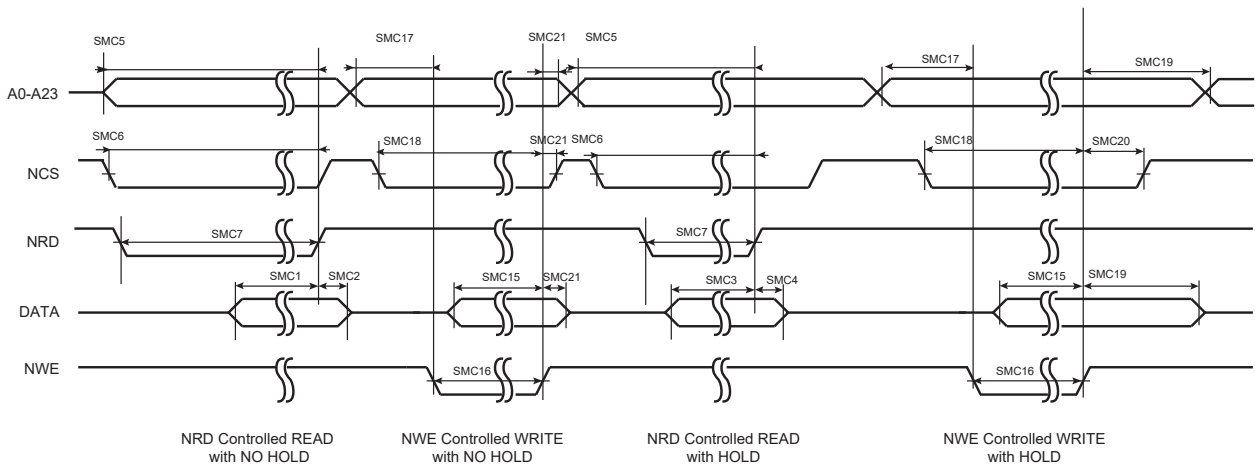 SMC5
SMC17
SMC21
SMC5
SMC17
SMC19
A0-A23
SMC6
SMC18
SMC21
SMC6
SMC18
SMC20
NCS
NRD
SMC7
SMC7
SMC1
SMC2
SMC15
SMC21
SMC3
SMC4
SMC15
SMC19
DATA
NWE
SMC16
SMC16
NRD Controlled READ
with NO HOLD
NWE Controlled WRITE
with NO HOLD
NRD Controlled READ
with HOLD
NWE Controlled WRITE
with HOLD